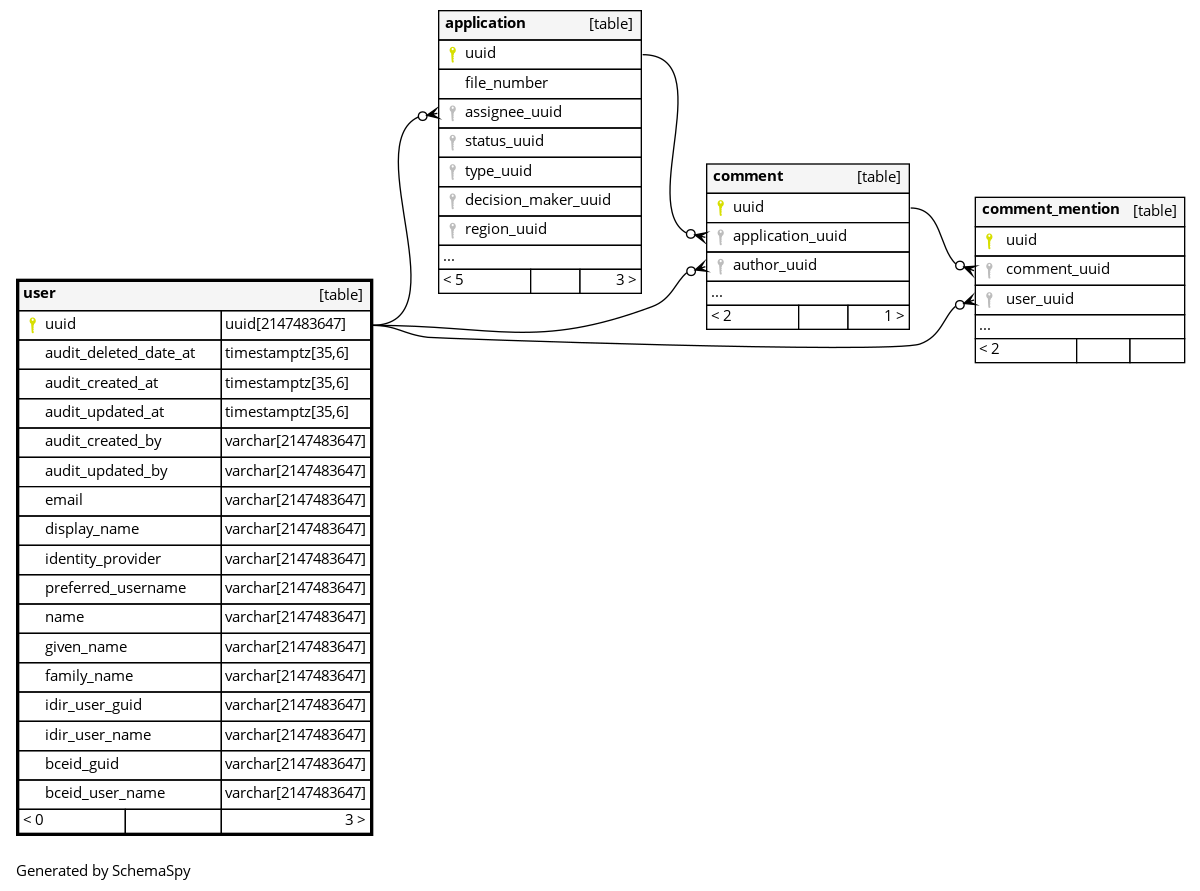 application [table]
uuid
file_number
assignee_uuid
status_uuid
type_uuid
decision_maker_uuid
region_uuid
...
< 5 3 >
comment [table]
uuid
application_uuid
author_uuid
...
< 2 1 >
comment_mention [table]
uuid
comment_uuid
user_uuid
...
< 2
user [table]
uuid uuid[2147483647]
audit_deleted_date_at timestamptz[35,6]
audit_created_at timestamptz[35,6]
audit_updated_at timestamptz[35,6]
audit_created_by varchar[2147483647]
audit_updated_by varchar[2147483647]
email varchar[2147483647]
display_name varchar[2147483647]
identity_provider varchar[2147483647]
preferred_username varchar[2147483647]
name varchar[2147483647]
given_name varchar[2147483647]
family_name varchar[2147483647]
idir_user_guid varchar[2147483647]
idir_user_name varchar[2147483647]
bceid_guid varchar[2147483647]
bceid_user_name varchar[2147483647]
< 0 3 >
Generated by SchemaSpy